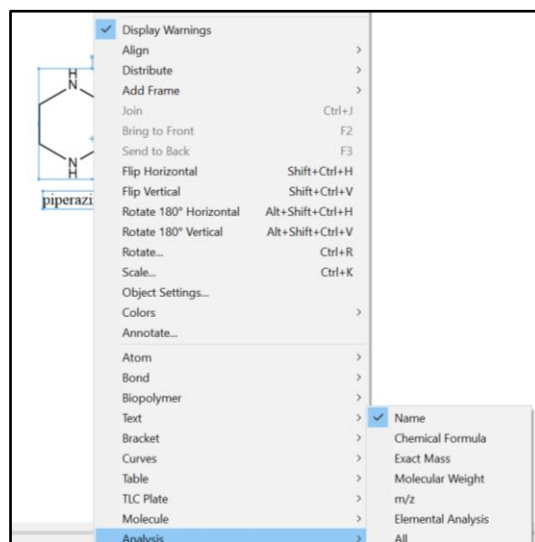 Display Warnings
Align
Distribute
Add Frame
Join Ctrl+J
Bring to Front F2
Send to Back F3
Flip Horizontal Shift+Ctrl+H
Flip Vertical Shift+Ctrl+V
Rotate 180° Horizontal Alt+Shift+Ctrl+H
Rotate 180° Vertical Alt+Shift+Ctrl+V
Rotate... Ctrl+R
Scale... Ctrl+K
Object Settings...
Colors
Annotate...
Atom
Bond
Biopolymer
Text
Bracket
Curves
Table
TLC Plate
Molecule
Analysis
Name
Chemical Formula
Exact Mass
Molecular Weight
m/z
Elemental Analysis
All
H
N
N
H
piperazi